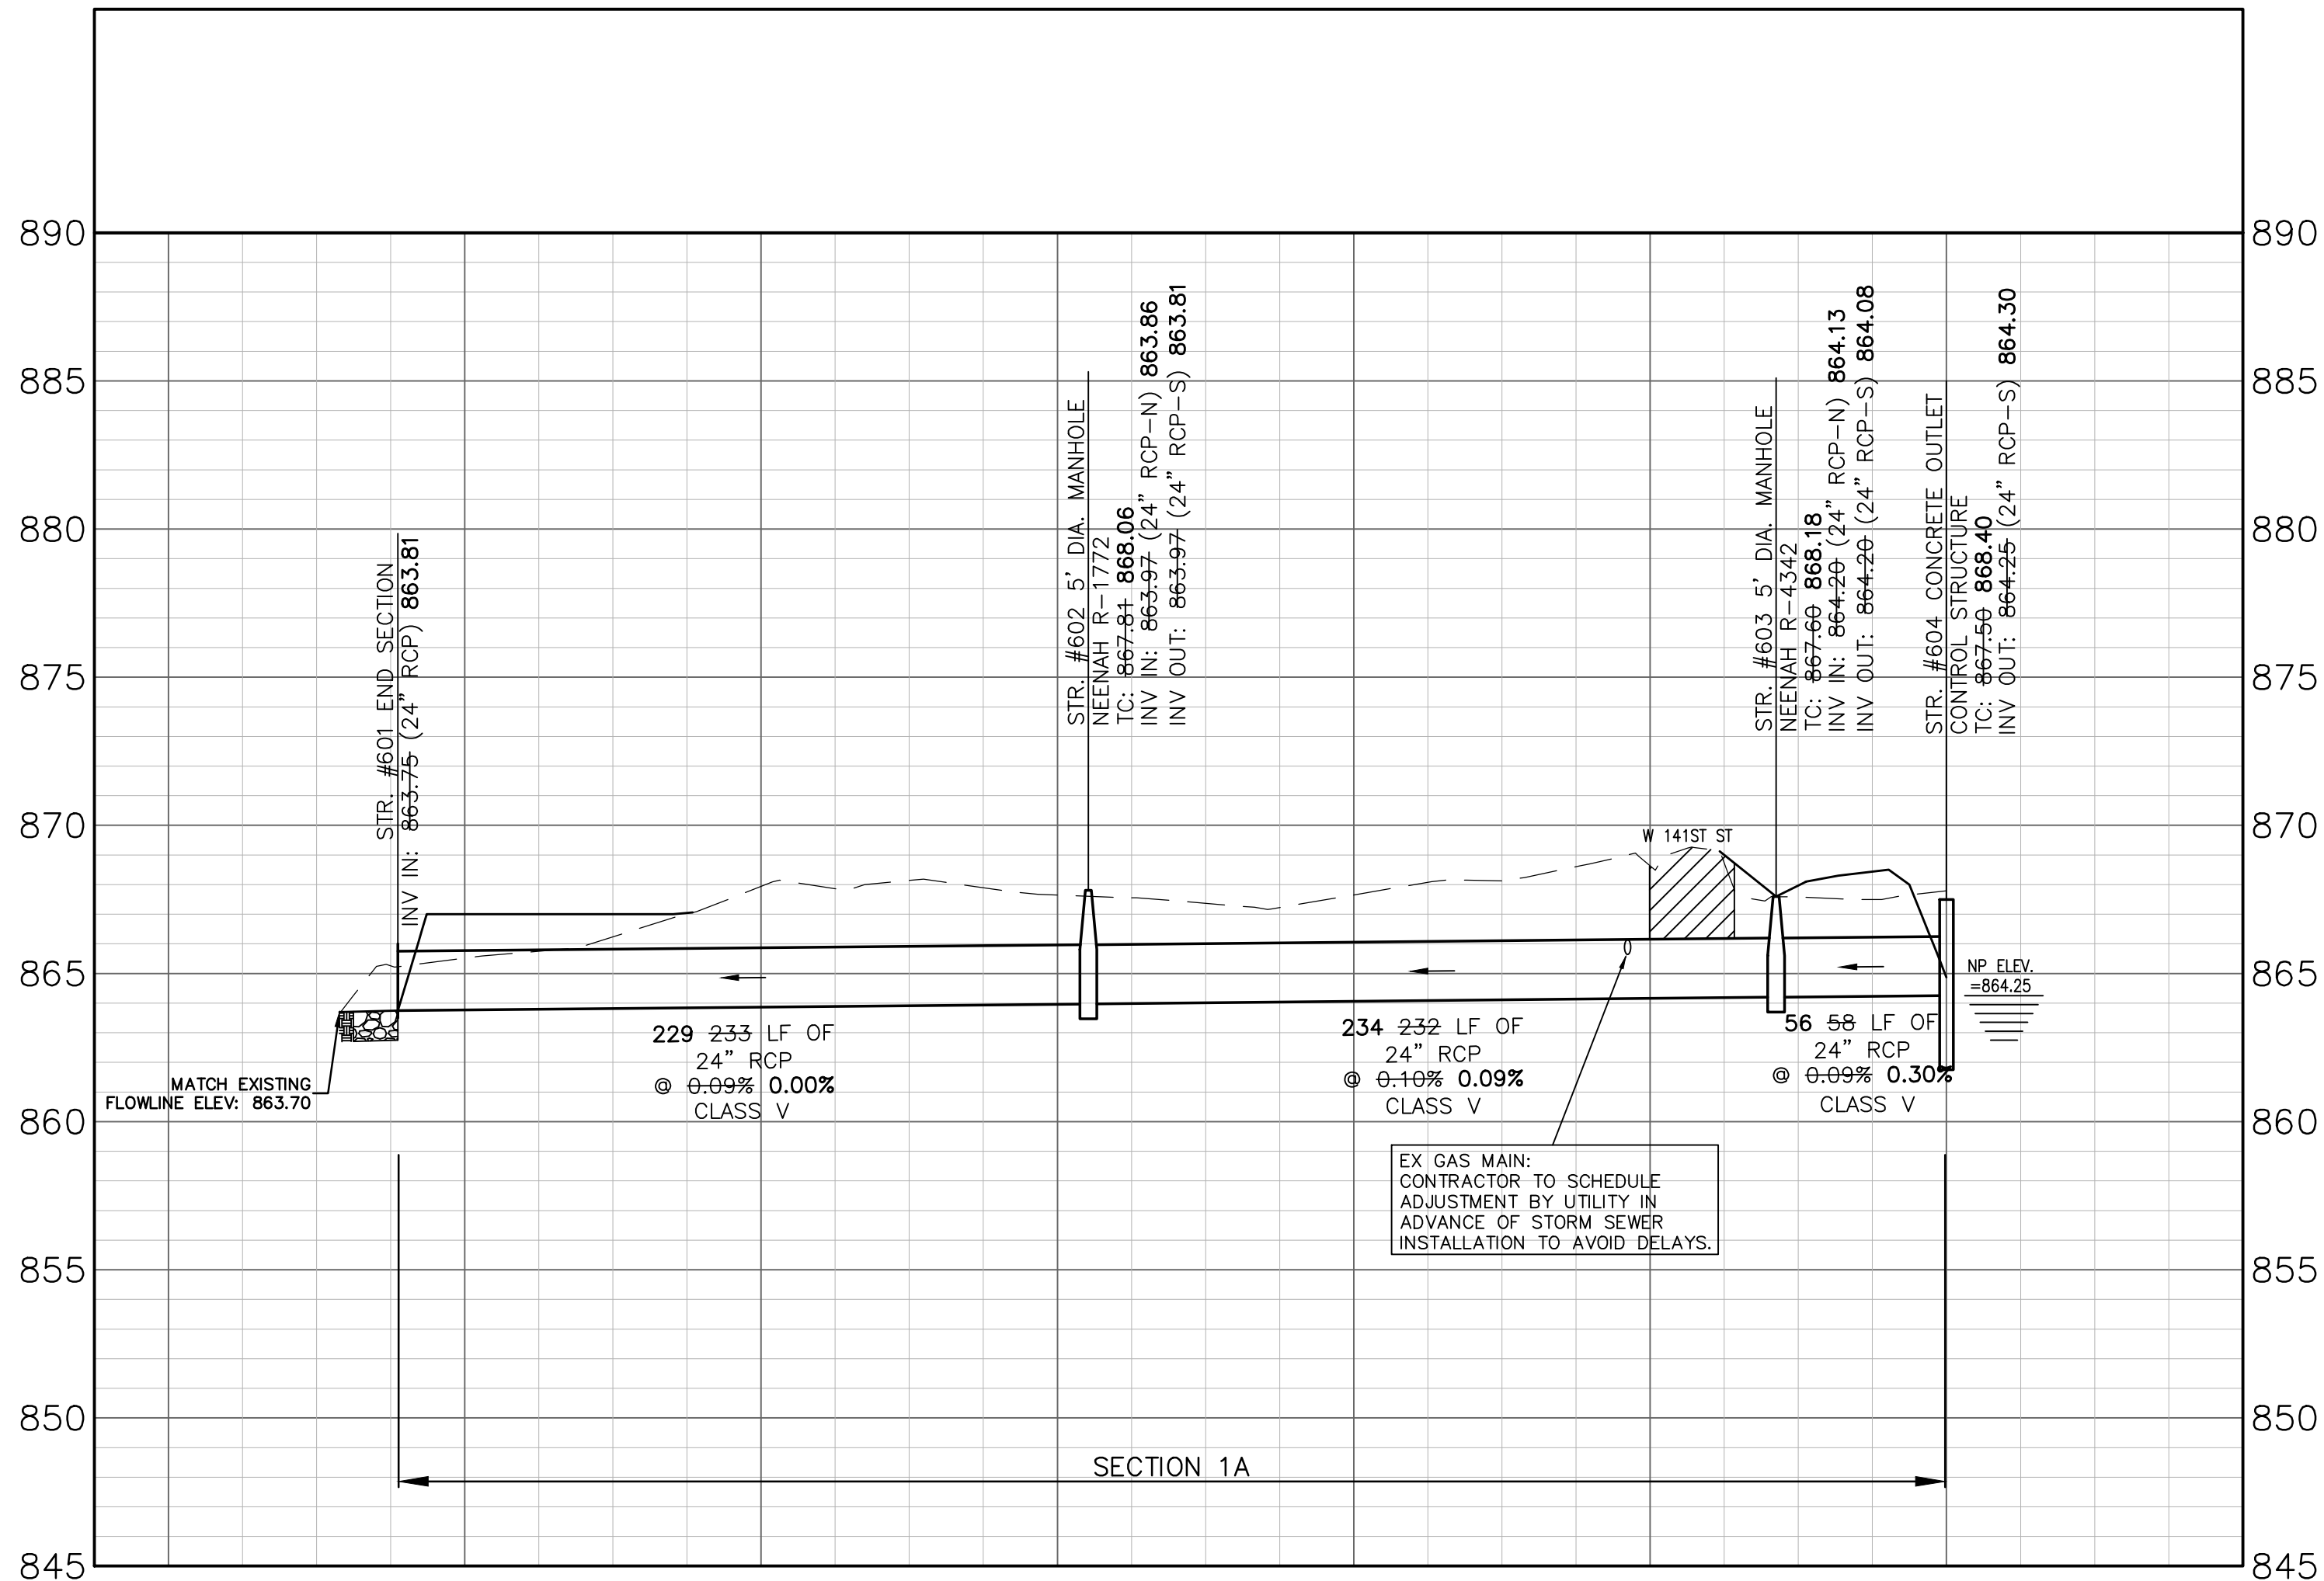 890
885
880
875
870
865
860
855
850
845
890
885
880
875
870
865
860
855
850
845
STR. #601 END SECTION
INV IN: 863.75 (24" RCP) 863.81
STR. #602 5' DIA. MANHOLE
NEENAH R-1772
TC: 867.81 868.06
INV IN: 863.97 (24" RCP-N) 863.86
INV OUT: 863.97 (24" RCP-S) 863.81
STR. #603 5' DIA. MANHOLE
NEENAH R-4342
TC: 867.60 868.18
INV IN: 864.20 (24" RCP-N) 864.13
INV OUT: 864.20 (24" RCP-S) 864.08
STR. #604 CONCRETE OUTLET
CONTROL STRUCTURE
TC: 867.50 868.40
INV OUT: 864.25 (24" RCP-S) 864.30
W 141ST ST
NP ELEV.
=864.25
229 233 LF OF
24" RCP
@ 0.09% 0.00%
CLASS V
234 232 LF OF
24" RCP
@ 0.10% 0.09%
CLASS V
56 58 LF OF
24" RCP
@ 0.09% 0.30%
CLASS V
MATCH EXISTING
FLOWLINE ELEV: 863.70
EX GAS MAIN:
CONTRACTOR TO SCHEDULE
ADJUSTMENT BY UTILITY IN
ADVANCE OF STORM SEWER
INSTALLATION TO AVOID DELAYS.
SECTION 1A